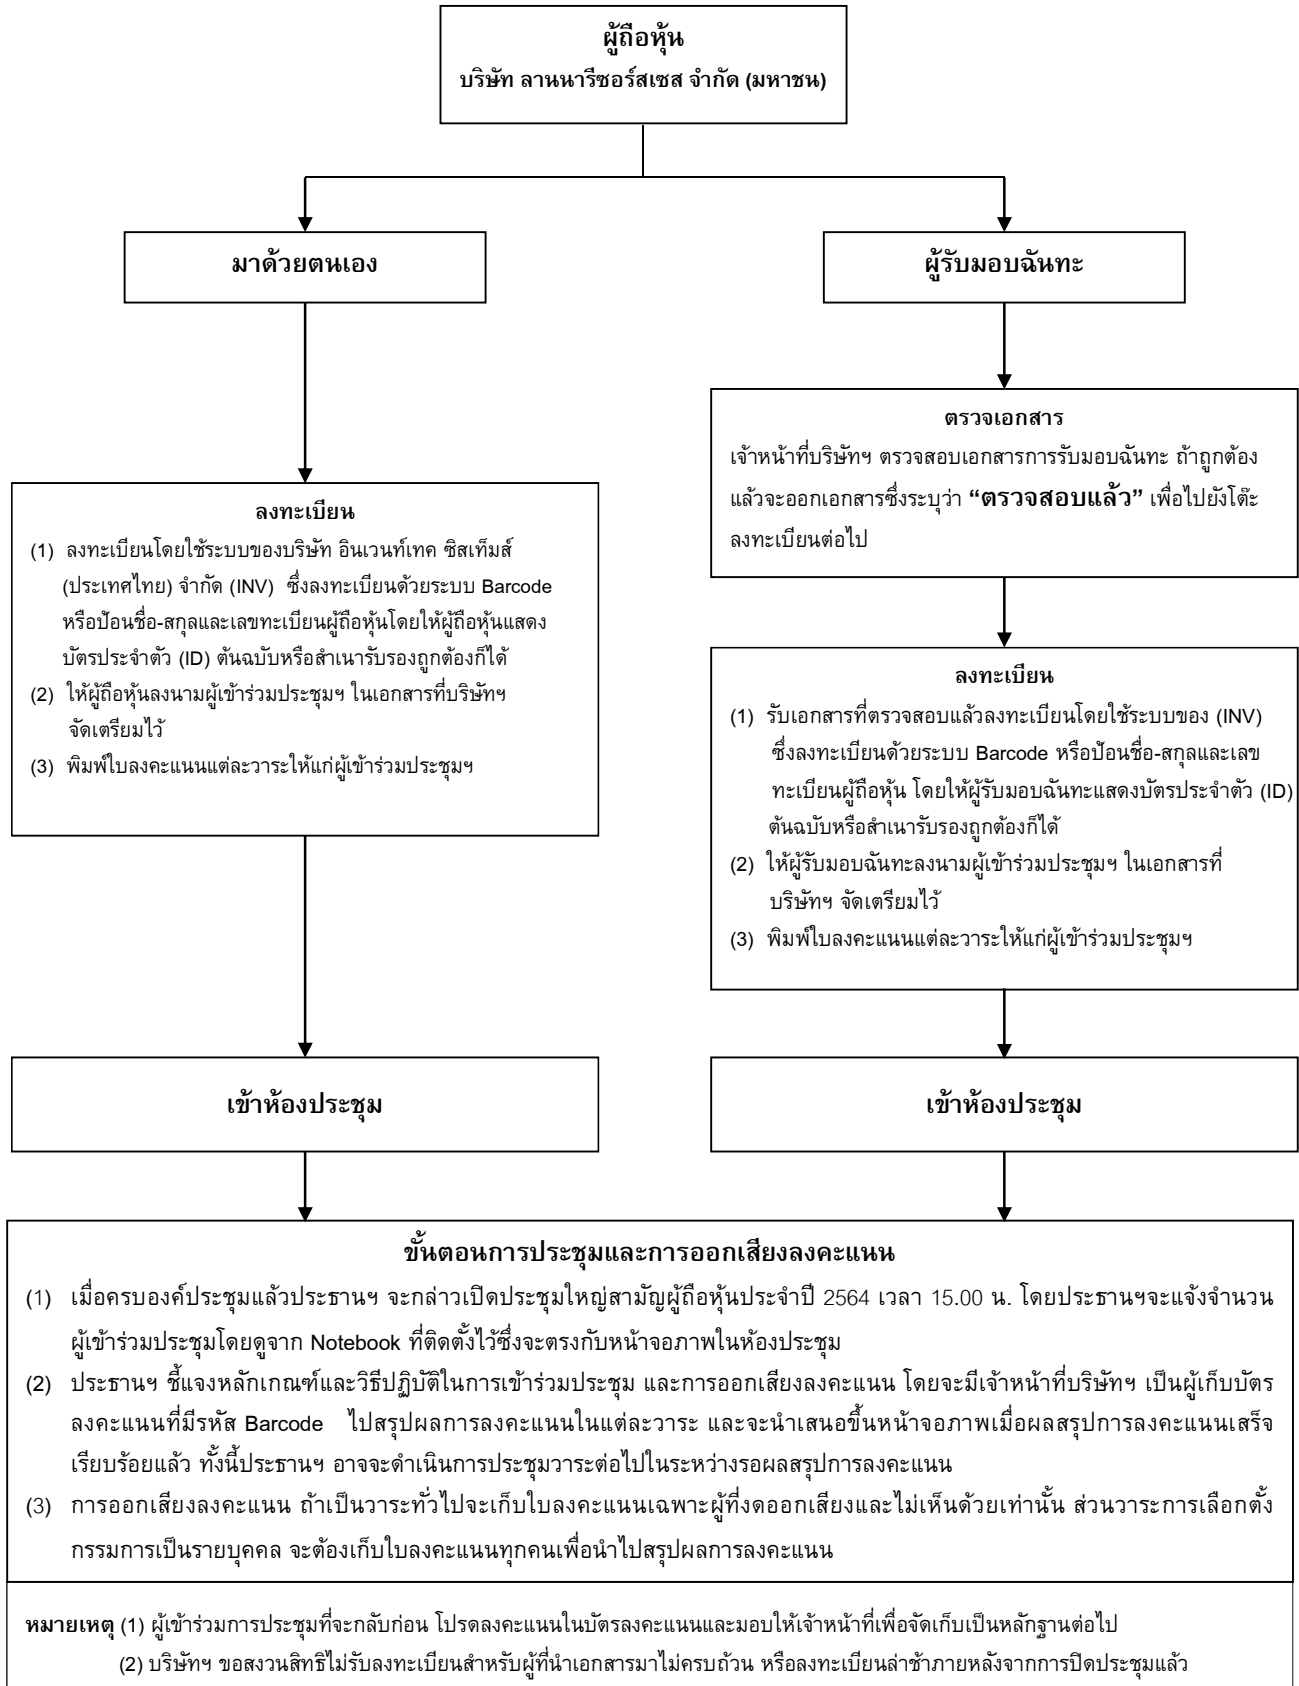 ผู้ถือหุ้น
บริษัท ลานนารีซอร์สเซส จำกัด (มหาชน)
มาด้วยตนเอง
ผู้รับมอบฉันทะ
ตรวจเอกสาร
เจ้าหน้าที่บริษัทฯ ตรวจสอบเอกสารการรับมอบฉันทะ ถ้าถูกต้อง
แล้วจะออกเอกสารซึ่งระบุว่า “ตรวจสอบแล้ว” เพื่อไปยังโต๊ะ
ลงทะเบียนต่อไป
ลงทะเบียน
(1) ลงทะเบียนโดยใช้ระบบของบริษัท อินเวนท์เทค ซิสเท็มส์
(ประเทศไทย) จำกัด (INV) ซึ่งลงทะเบียนด้วยระบบ Barcode
หรือป้อนชื่อ-สกุลและเลขทะเบียนผู้ถือหุ้นโดยให้ผู้ถือหุ้นแสดง
บัตรประจำตัว (ID) ต้นฉบับหรือสำเนารับรองถูกต้องก็ได้
(2) ให้ผู้ถือหุ้นลงนามผู้เข้าร่วมประชุมฯ ในเอกสารที่บริษัทฯ
จัดเตรียมไว้
(3) พิมพ์ใบลงคะแนนแต่ละวาระให้แก่ผู้เข้าร่วมประชุมฯ
ลงทะเบียน
(1) รับเอกสารที่ตรวจสอบแล้วลงทะเบียนโดยใช้ระบบของ (INV)
ซึ่งลงทะเบียนด้วยระบบ Barcode หรือป้อนชื่อ-สกุลและเลข
ทะเบียนผู้ถือหุ้น โดยให้ผู้รับมอบฉันทะแสดงบัตรประจำตัว (ID)
ต้นฉบับหรือสำเนารับรองถูกต้องก็ได้
(2) ให้ผู้รับมอบฉันทะลงนามผู้เข้าร่วมประชุมฯ ในเอกสารที่
บริษัทฯ จัดเตรียมไว้
(3) พิมพ์ใบลงคะแนนแต่ละวาระให้แก่ผู้เข้าร่วมประชุมฯ
เข้าห้องประชุม
เข้าห้องประชุม
ขั้นตอนการประชุมและการออกเสียงลงคะแนน
(1) เมื่อครบองค์ประชุมแล้วประธานฯ จะกล่าวเปิดประชุมใหญ่สามัญผู้ถือหุ้นประจำปี 2564 เวลา 15.00 น. โดยประธานฯจะแจ้งจำนวน
ผู้เข้าร่วมประชุมโดยดูจาก Notebook ที่ติดตั้งไว้ซึ่งจะตรงกับหน้าจอภาพในห้องประชุม
(2) ประธานฯ ชี้แจงหลักเกณฑ์และวิธีปฏิบัติในการเข้าร่วมประชุม และการออกเสียงลงคะแนน โดยจะมีเจ้าหน้าที่บริษัทฯ เป็นผู้เก็บบัตร
ลงคะแนนที่มีรหัส Barcode ไปสรุปผลการลงคะแนนในแต่ละวาระ และจะนำเสนอขึ้นหน้าจอภาพเมื่อผลสรุปการลงคะแนนเสร็จ
เรียบร้อยแล้ว ทั้งนี้ประธานฯ อาจจะดำเนินการประชุมวาระต่อไปในระหว่างรอผลสรุปการลงคะแนน
(3) การออกเสียงลงคะแนน ถ้าเป็นวาระทั่วไปจะเก็บใบลงคะแนนเฉพาะผู้ที่งดออกเสียงและไม่เห็นด้วยเท่านั้น ส่วนวาระการเลือกตั้ง
กรรมการเป็นรายบุคคล จะต้องเก็บใบลงคะแนนทุกคนเพื่อนำไปสรุปผลการลงคะแนน
หมายเหตุ (1) ผู้เข้าร่วมการประชุมที่จะกลับก่อน โปรดลงคะแนนในบัตรลงคะแนนและมอบให้เจ้าหน้าที่เพื่อจัดเก็บเป็นหลักฐานต่อไป
(2) บริษัทฯ ขอสงวนสิทธิไม่รับลงทะเบียนสำหรับผู้ที่นำเอกสารมาไม่ครบถ้วน หรือลงทะเบียนล่าช้าภายหลังจากการปิดประชุมแล้ว